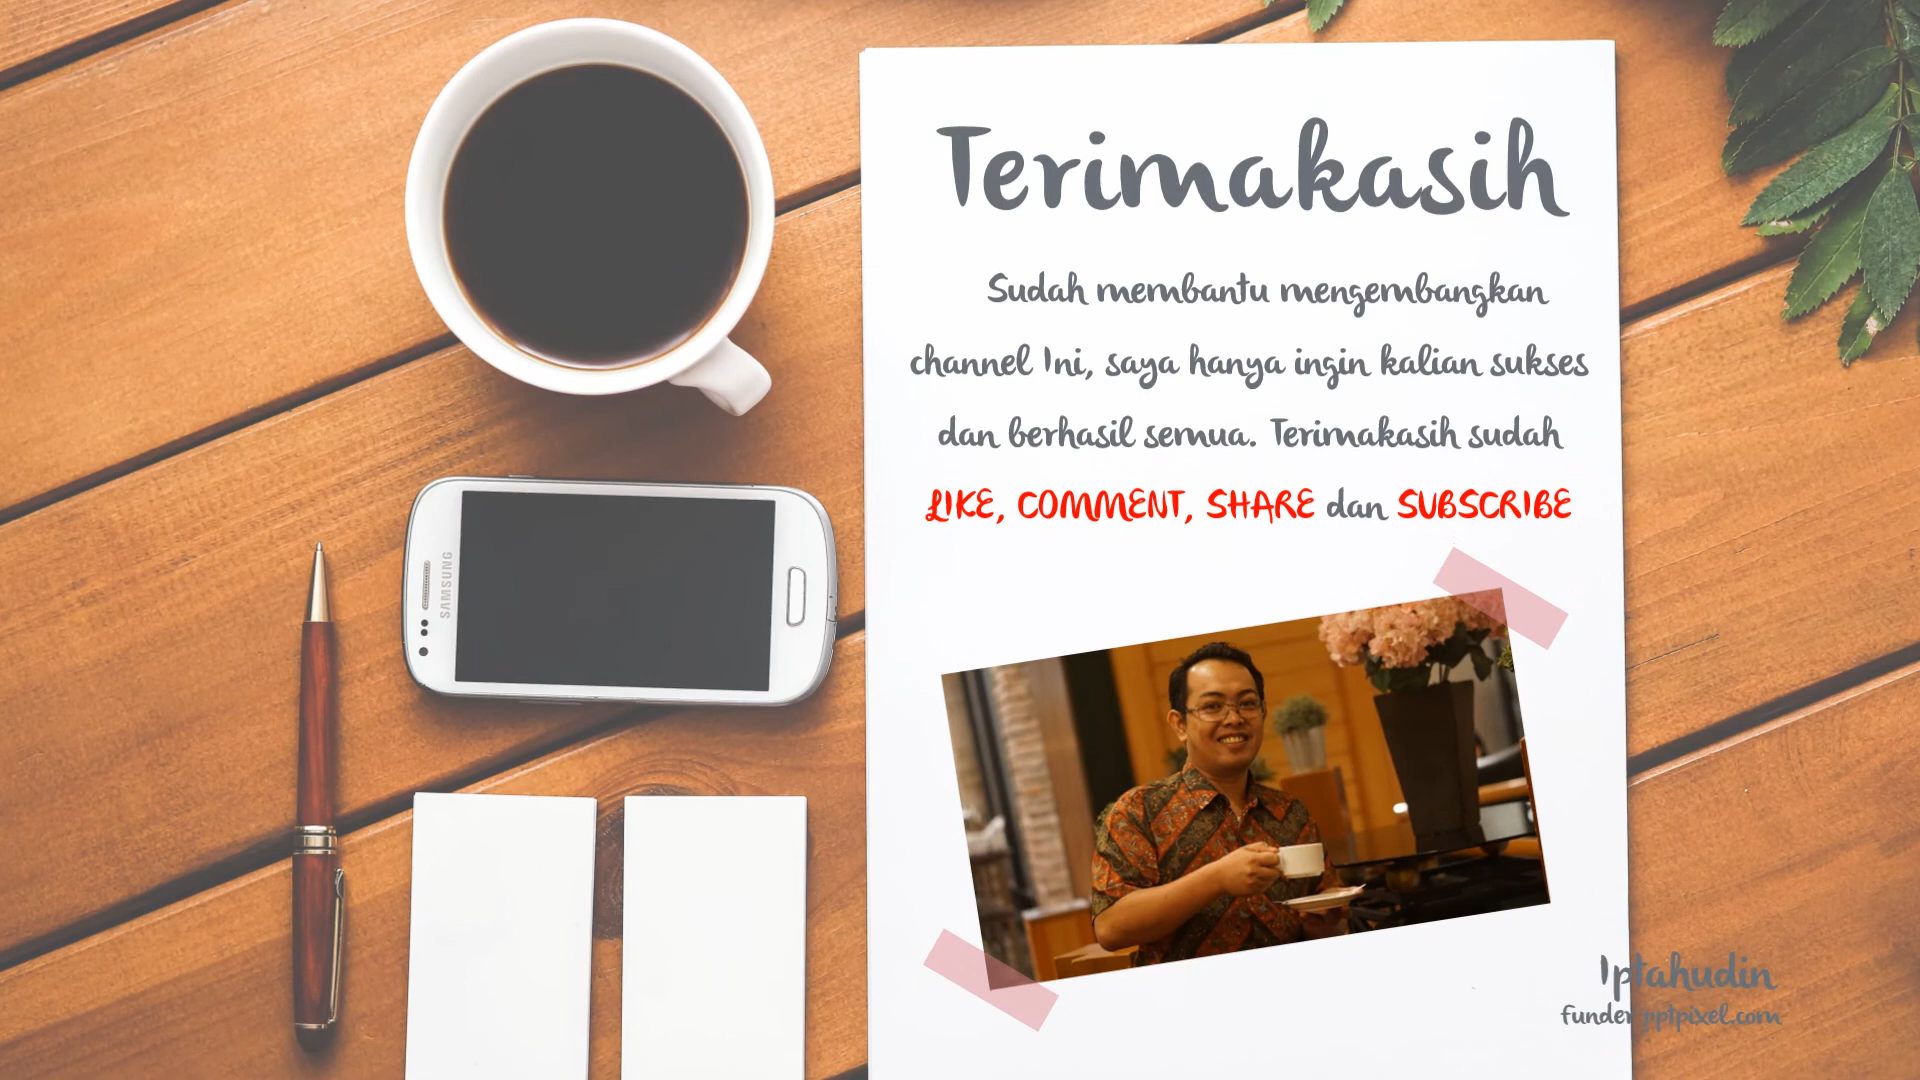 Terimakasih
Sudah membantu mengembangkan
channel Ini, saya hanya ingin kalian sukses
dan berhasil semua. Terimakasih sudah
LIKE, COMMENT, SHARE dan SUBSCRIBE
SAMSUNG
Iptahudin
funder pptpixel.com